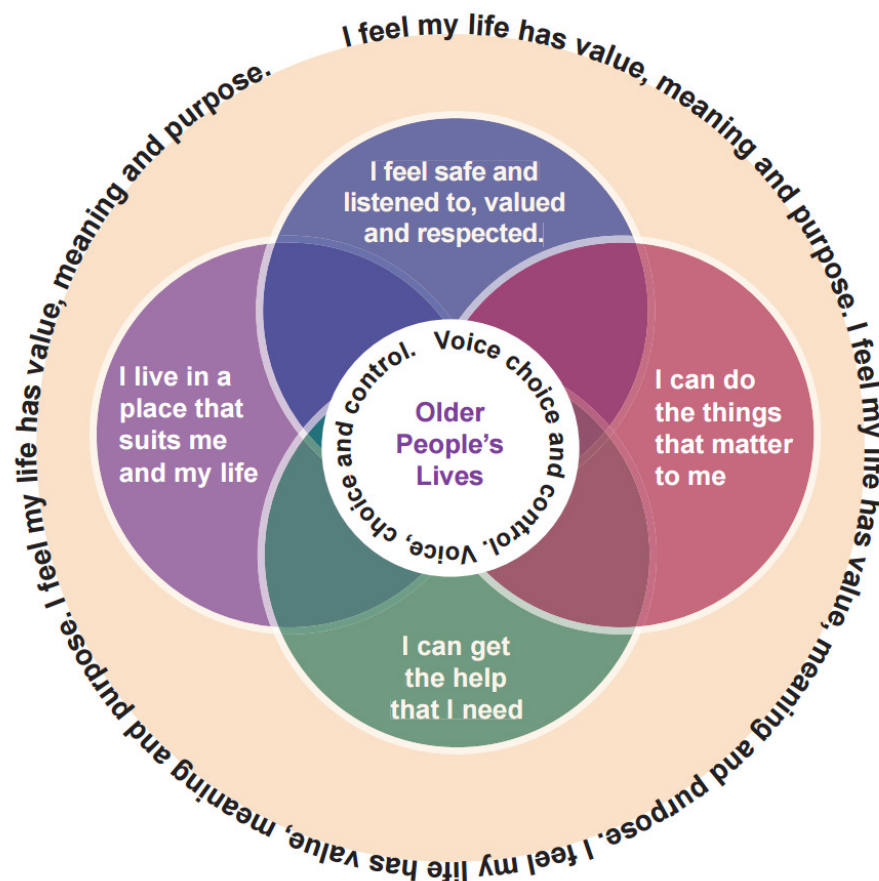 I feel my life has value, meaning and purpose. I feel my life has value, meaning and purpose. I feel my life has value, meaning and purpose. I feel my life has value, meaning and purpose.
I feel safe and
listened to, valued
and respected.
I live in a
place that
suits me
and my life
Voice choice and control. Voice, choice and control.
Older
People’s
Lives
I can do
the things
that matter
to me
I can get
the help
that I need